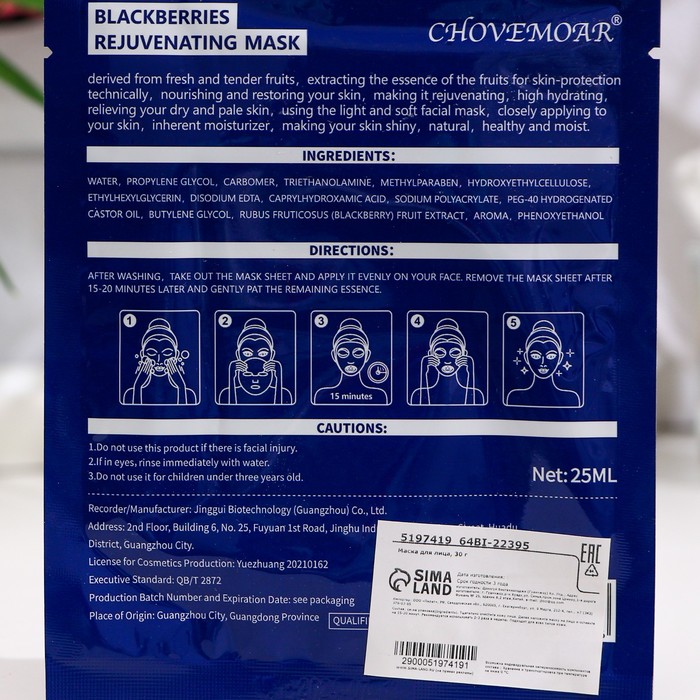 BLACKBERRIES
REJUVENATING MASK
CHOVEMOAR®
derived from fresh and tender fruits, extracting the essence of the fruits for skin-protection
technically, nourishing and restoring your skin, making it rejuvenating, high hydrating,
relieving your dry and pale skin, using the light and soft facial mask, closely applying to
your skin, inherent moisturizer, making your skin shiny, natural, healthy and moist.
INGREDIENTS:
WATER, PROPYLENE GLYCOL, CARBOMER, TRIETHANOLAMINE, METHYLPARABEN, HYDROXYETHYLCELLULOSE,
ETHYLHEXYLGLYCERIN, DISODIUM EDTA, CAPRYLHYDROXAMIC ACID, SODIUM POLYACRYLATE, PEG-40 HYDROGENATED
CASTOR OIL, BUTYLENE GLYCOL, RUBUS FRUTICOSUS (BLACKBERRY) FRUIT EXTRACT, AROMA, PHENOXYETHANOL
DIRECTIONS:
AFTER WASHING, TAKE OUT THE MASK SHEET AND APPLY IT EVENLY ON YOUR FACE. REMOVE THE MASK SHEET AFTER
15-20 MINUTES LATER AND GENTLY PAT THE REMAINING ESSENCE.
1 2 3 4 5
15 minutes
CAUTIONS:
1.Do not use this product if there is facial injury.
2.If in eyes, rinse immediately with water.
3.Do not use it for children under three years old.
Net:25ML
Recorder/Manufacturer: Jinggui Biotechnology (Guangzhou) Co., Ltd.
Address: 2nd Floor, Building 6, No. 25, Fuyuan 1st Road, Jinghu Ind Street, Huadu
District, Guangzhou City.
License for Cosmetics Production: Yuezhuang 20210162
Executive Standard: QB/T 2872
Production Batch Number and Expiration Date: see packaging
Place of Origin: Guangzhou City, Guangdong Province
QUALIFI
5197419 64BI-22395
Маска для лица, 30 г
EAC
SIMA
LAND
Дата изготовления:
Срок годности 3 года
2900051974191